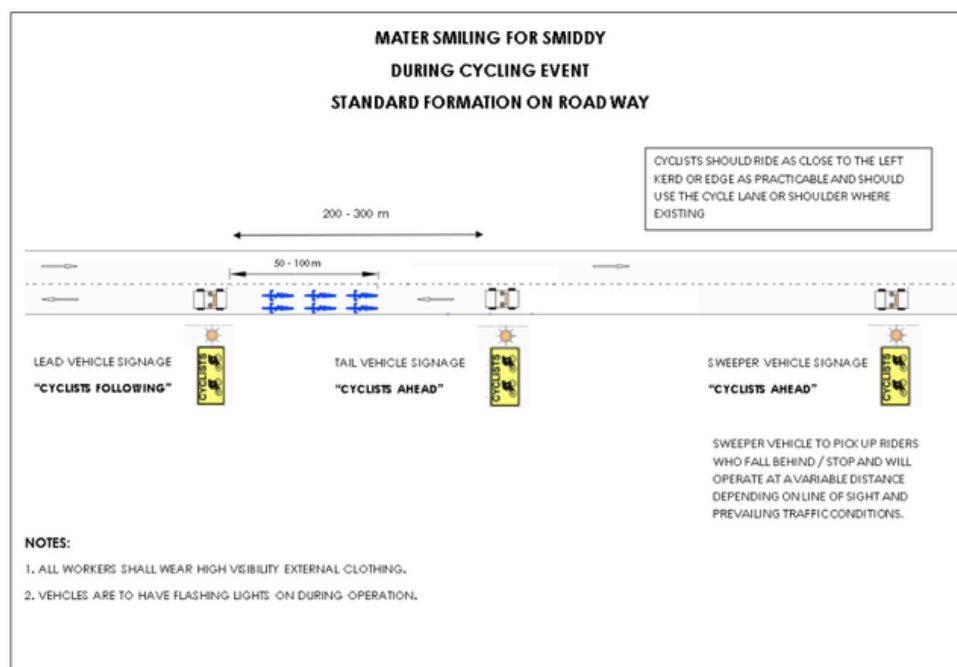 MATER SMILING FOR SMIDDY
DURING CYCLING EVENT
STANDARD FORMATION ON ROAD WAY
CYCLISTS SHOULD RIDE AS CLOSE TO THE LEFT
KERD OR EDGE AS PRACTICABLE AND SHOULD
USE THE CYCLE LANE OR SHOULDER WHERE
EXISTING
200 - 300 m
50 - 100m
LEAD VEHICLE SIGNAGE
"CYCLISTS FOLLOWING"
CYCLISTS
TAIL VEHICLE SIGNAGE
"CYCLISTS AHEAD"
CYCLISTS
SWEEPER VEHICLE SIGNAGE
"CYCLISTS AHEAD"
CYCLISTS
SWEEPER VEHICLE TO PICK UP RIDERS
WHO FALL BEHIND / STOP AND WILL
OPERATE AT A VARIABLE DISTANCE
DEPENDING ON LINE OF SIGHT AND
PREVAILING TRAFFIC CONDITIONS.
NOTES:
1. ALL WORKERS SHALL WEAR HIGH VISIBILITY EXTERNAL CLOTHING.
2. VEHCLES ARE TO HAVE FLASHING LIGHTS ON DURING OPERATION.